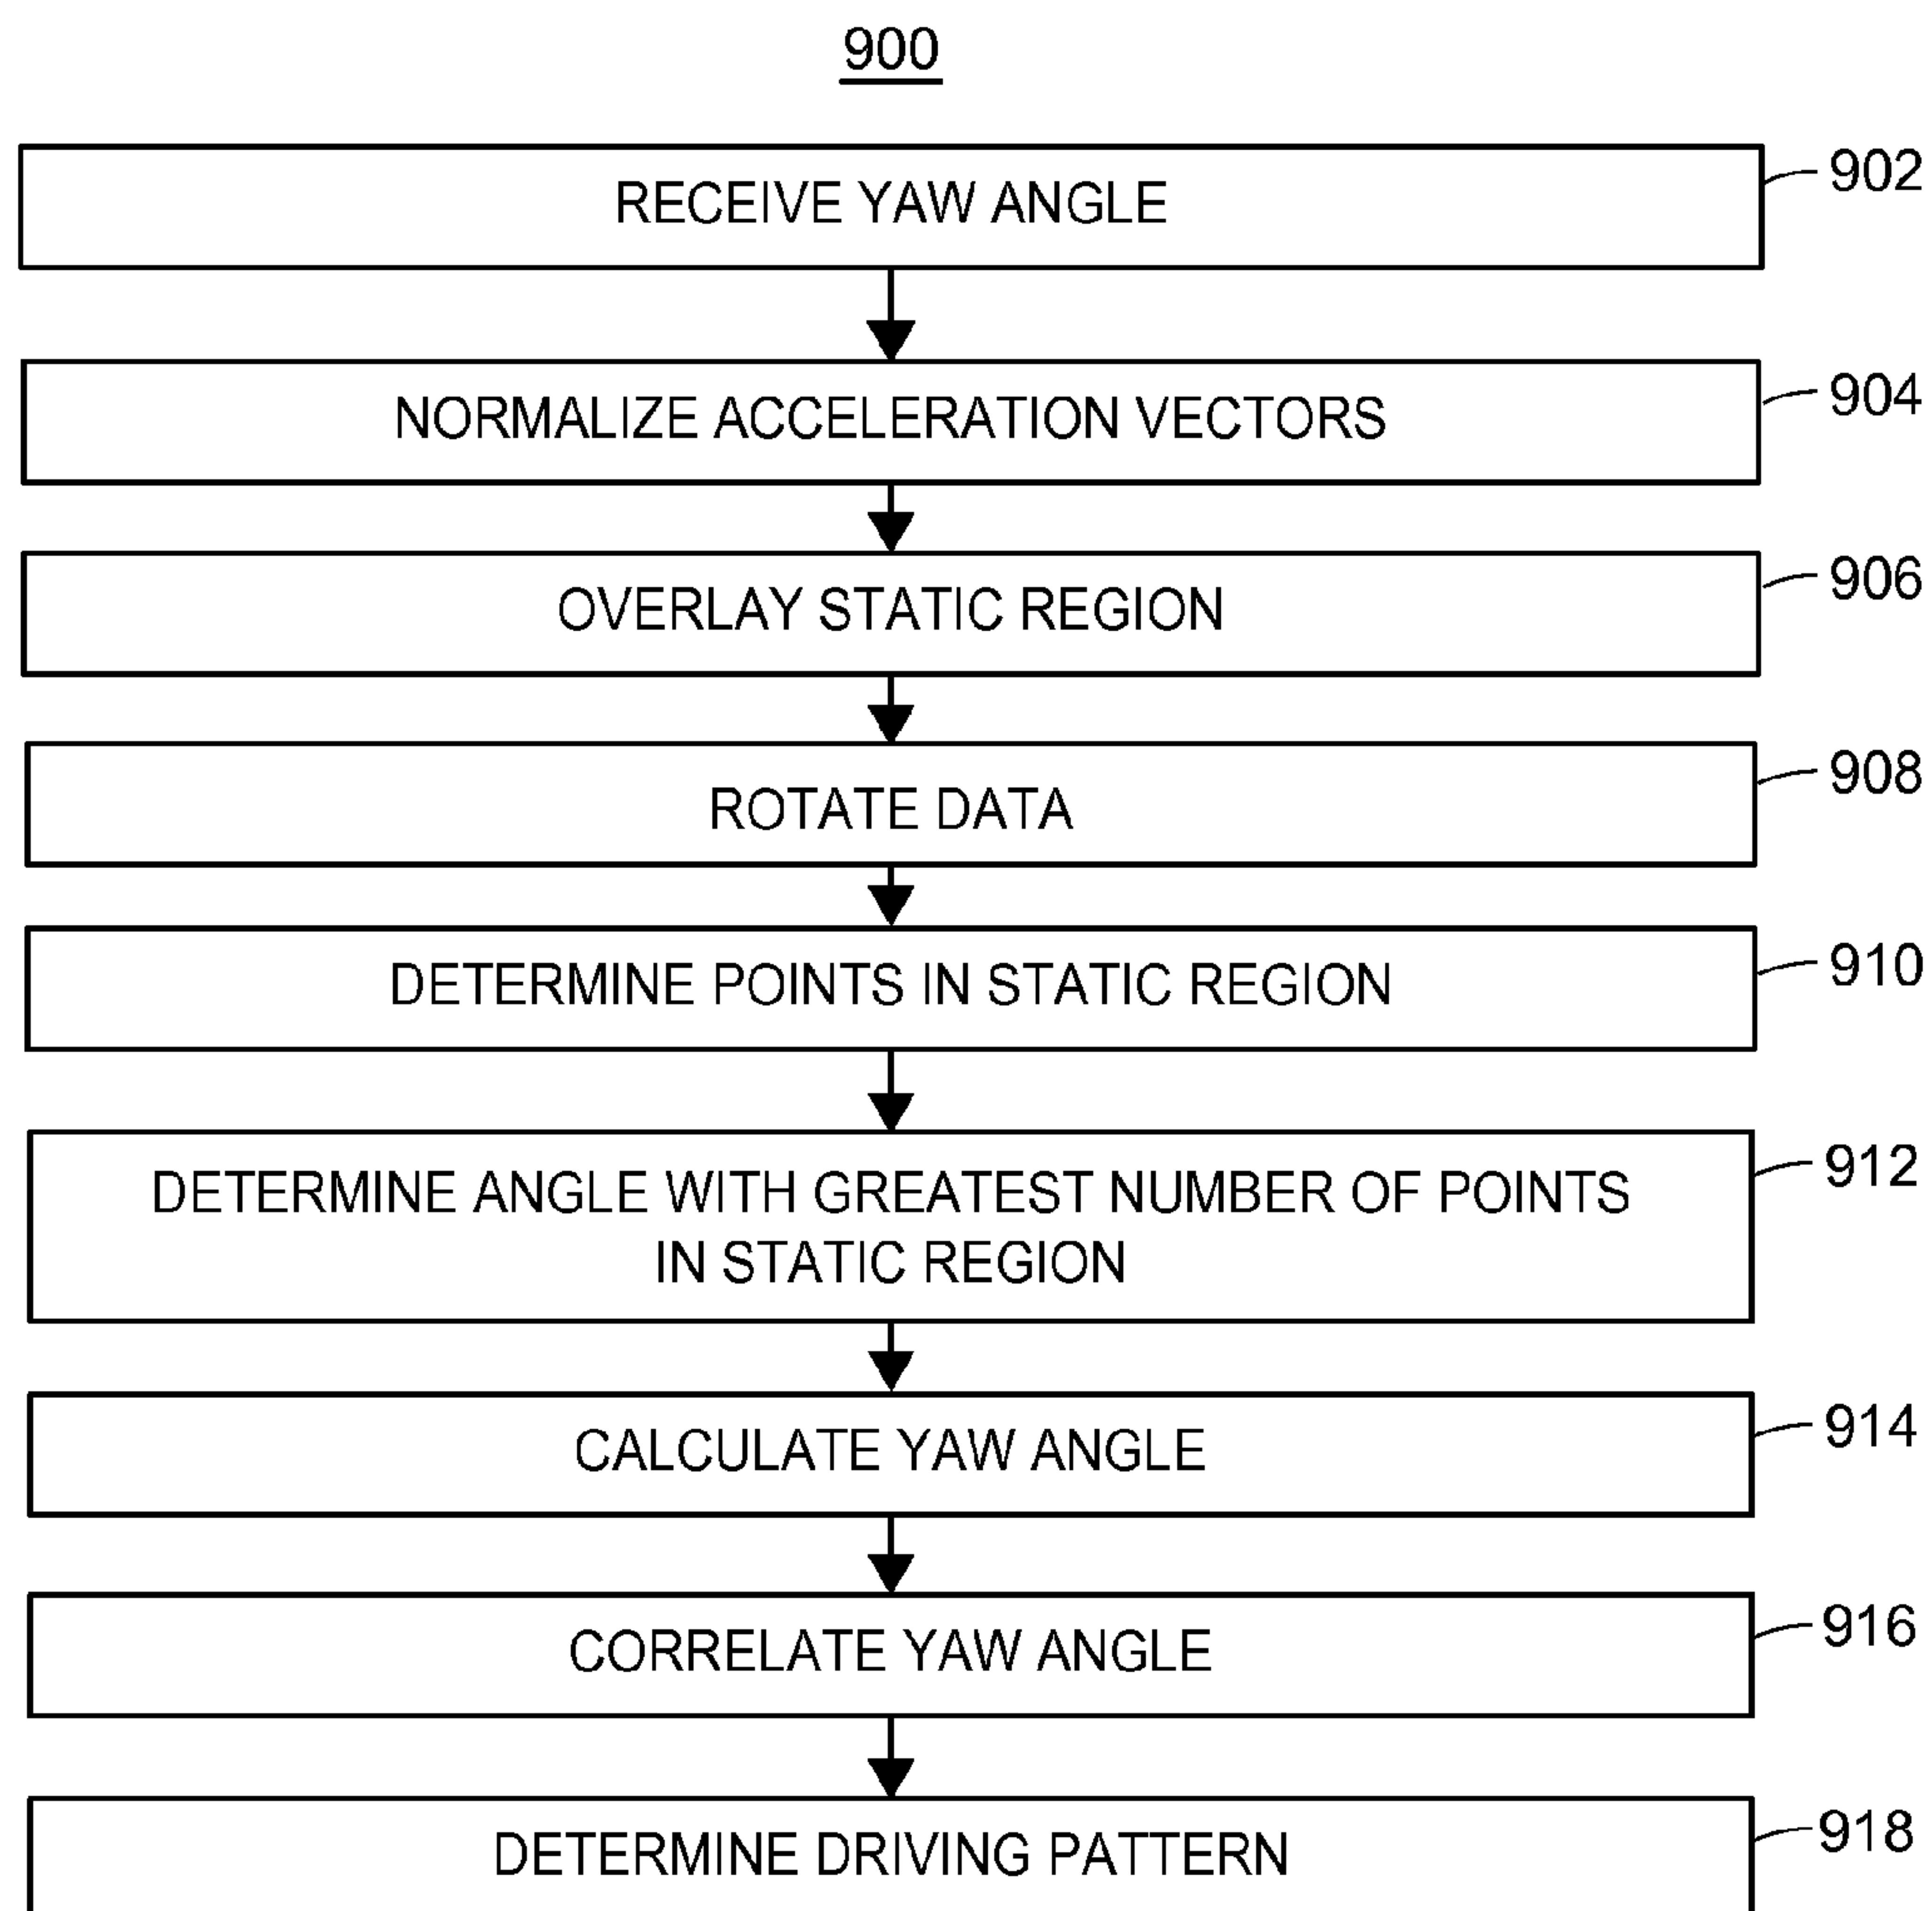 900
RECEIVE YAW ANGLE
902
NORMALIZE ACCELERATION VECTORS
904
OVERLAY STATIC REGION
906
ROTATE DATA
908
DETERMINE POINTS IN STATIC REGION
910
DETERMINE ANGLE WITH GREATEST NUMBER OF POINTS
IN STATIC REGION
912
CALCULATE YAW ANGLE
914
CORRELATE YAW ANGLE
916
DETERMINE DRIVING PATTERN
918